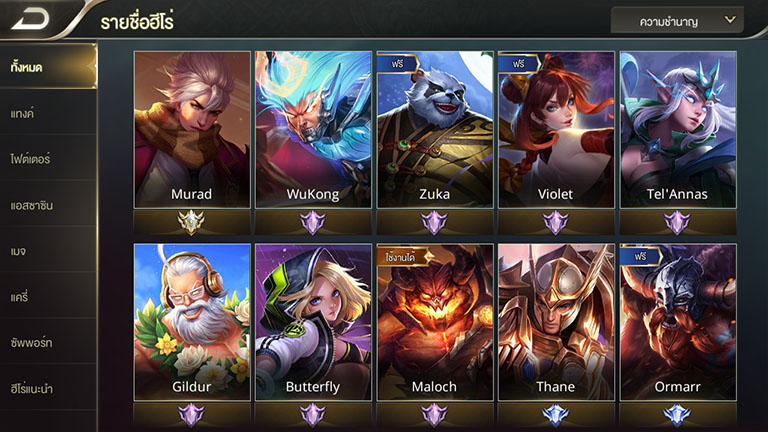 รายชื่อฮีโร่
ความชำนาญ
ทั้งหมด
แทงค์
ไฟต์เตอร์
แอสซาซิน
เมจ
แครี่
ซัพพอร์ท
ฮีโร่แนะนำ
ฟรี
ฟรี
Murad
WuKong
Zuka
Violet
Tel'Annas
ใช้งานได้
ฟรี
Gildur
Butterfly
Maloch
Thane
Ormarr